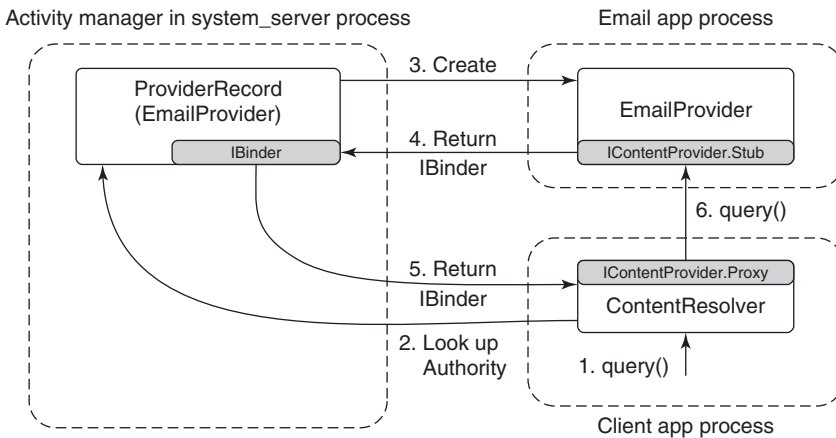 Activity manager in system_server process
Email app process
ProviderRecord
(EmailProvider)
IBinder
3. Create
EmailProvider
IContentProvider.Stub
4. Return
IBinder
6. query()
5. Return
IBinder
IContentProvider.Proxy
ContentResolver
2. Look up
Authority
1. query()
Client app process